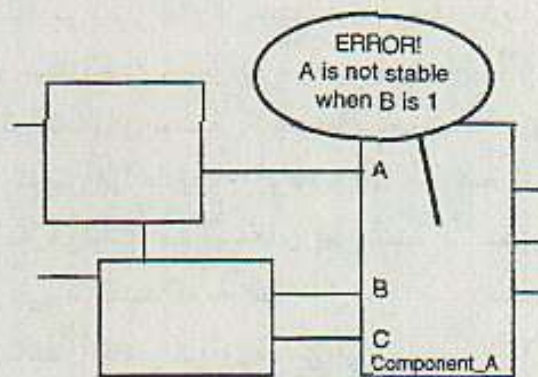 ERROR!
A is not stable
when B is 1
A
B
C
Component_A